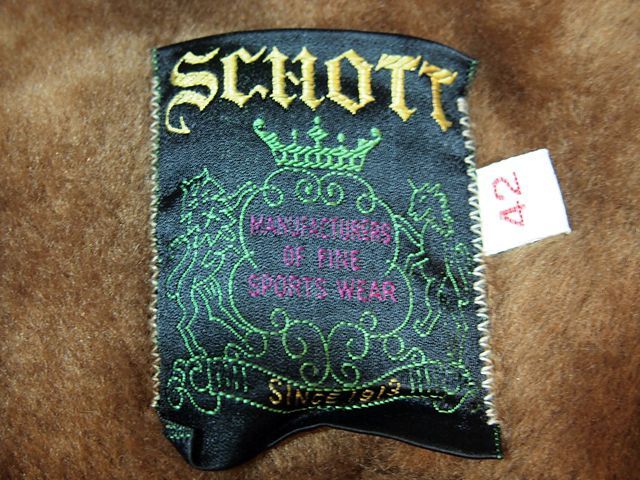 SCHOTT
MANUFACTURERS
OF FINE
SPORTS WEAR
SINCE 1913
42